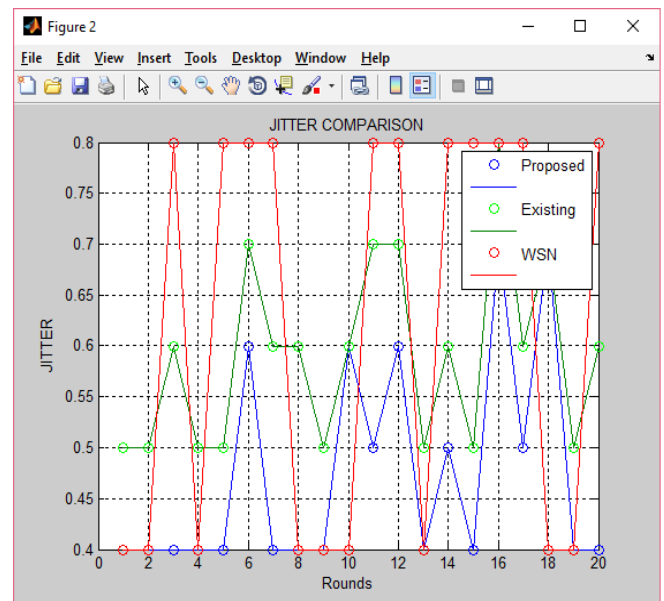 Figure 2
File Edit View Insert Tools Desktop Window Help
JITTER COMPARISON
0.8
0.75
0.7
0.65
0.6
0.55
0.5
0.45
0.4
JITTER
Proposed
Existing
WSN
0 2 4 6 8 10 12 14 16 18 20
Rounds